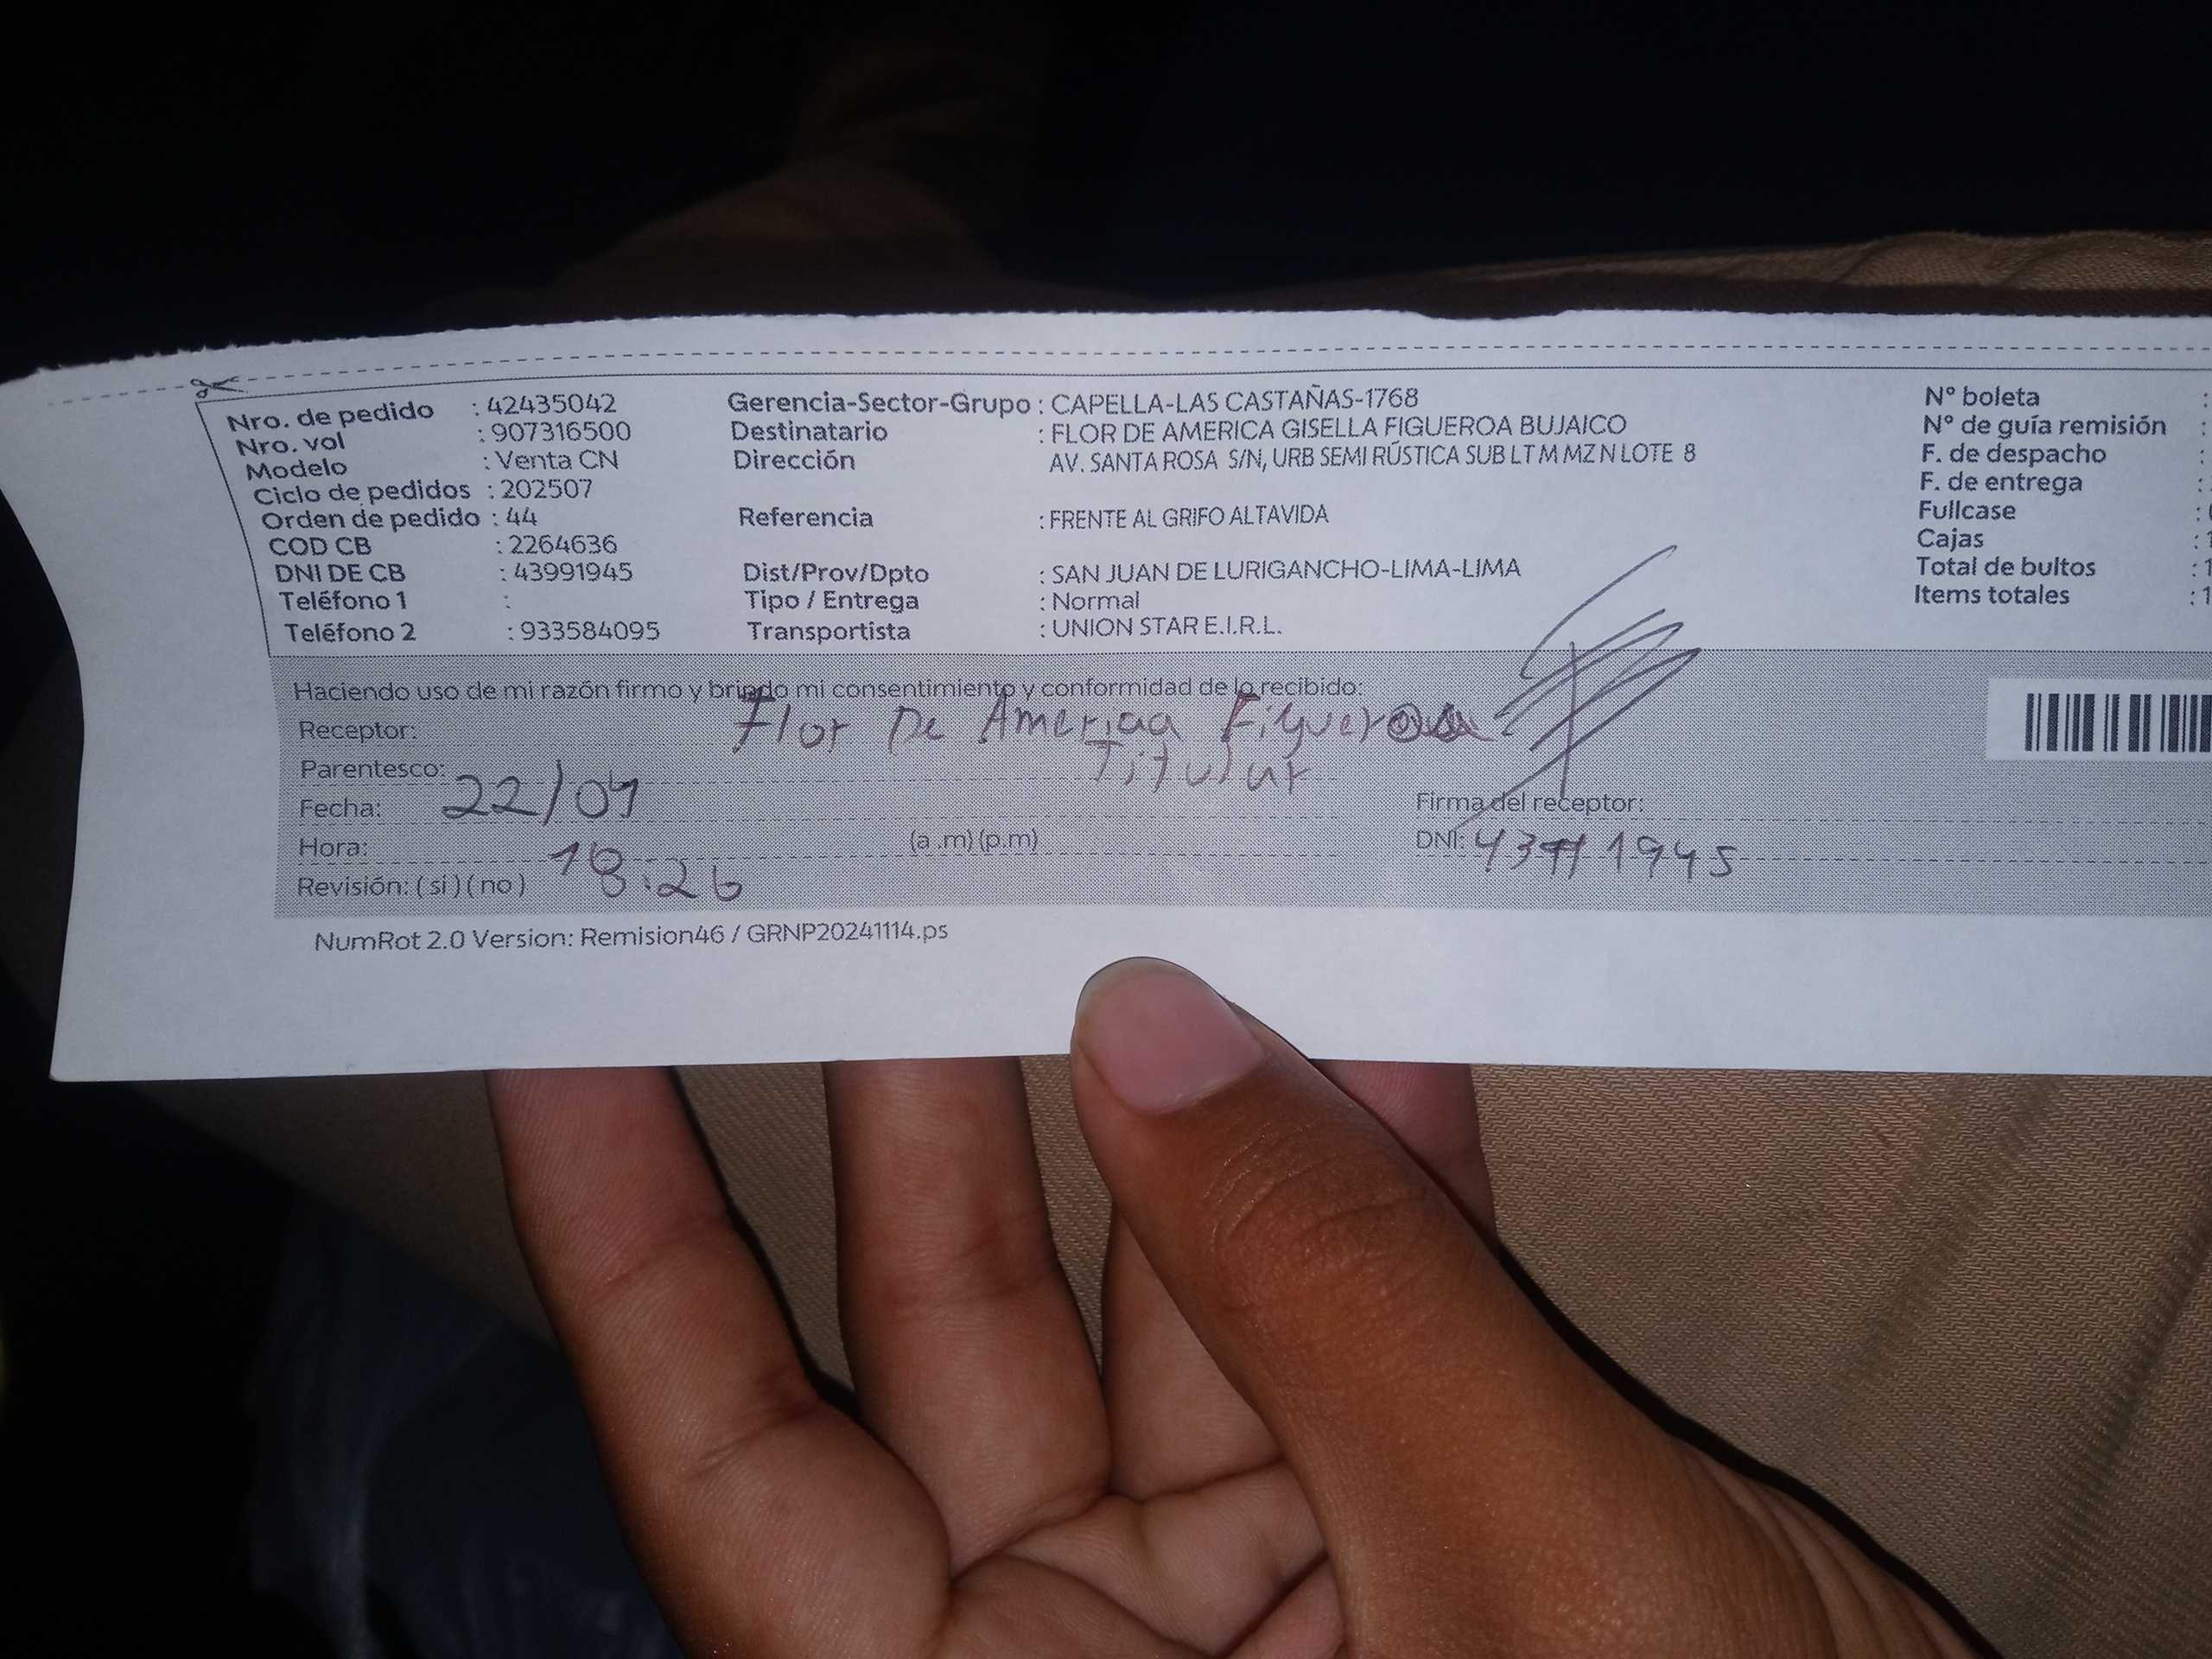 Nro. de pedido : 42435042
Nro. vol : 907316500
Modelo : Venta CN
Ciclo de pedidos : 202507
Orden de pedido : 44
COD CB : 2264636
DNI DE CB : 43991945
Teléfono 1 :
Teléfono 2 : 933584095
Gerencia-Sector-Grupo : CAPELLA-LAS CASTAÑAS-1768
Destinatario : FLOR DE AMERICA GISELLA FIGUEROA BUJAICO
Dirección AV. SANTA ROSA S/N, URB SEMI RÚSTICA SUB LT M MZ N LOTE 8
Referencia : FRENTE AL GRIFO ALTAVIDA
Dist/Prov/Dpto : SAN JUAN DE LURIGANCHO-LIMA-LIMA
Tipo / Entrega : Normal
Transportista : UNION STAR E.I.R.L.
N° boleta :
N° de guía remisión :
F. de despacho :
F. de entrega :
Fullcase :
Cajas : 1
Total de bultos : 1
Items totales : 1
Haciendo uso de mi razón firmo y brindo mi consentimiento y conformidad de lo recibido:
Receptor: Flor De America Figueroa
Parentesco: Titular
Fecha: 22/04
Firma del receptor:
Hora: 18:26 (a .m) (p.m)
DNI: 43991945
Revisión: ( si ) ( no )
NumRot 2.0 Version: Remision46 / GRNP20241114.ps